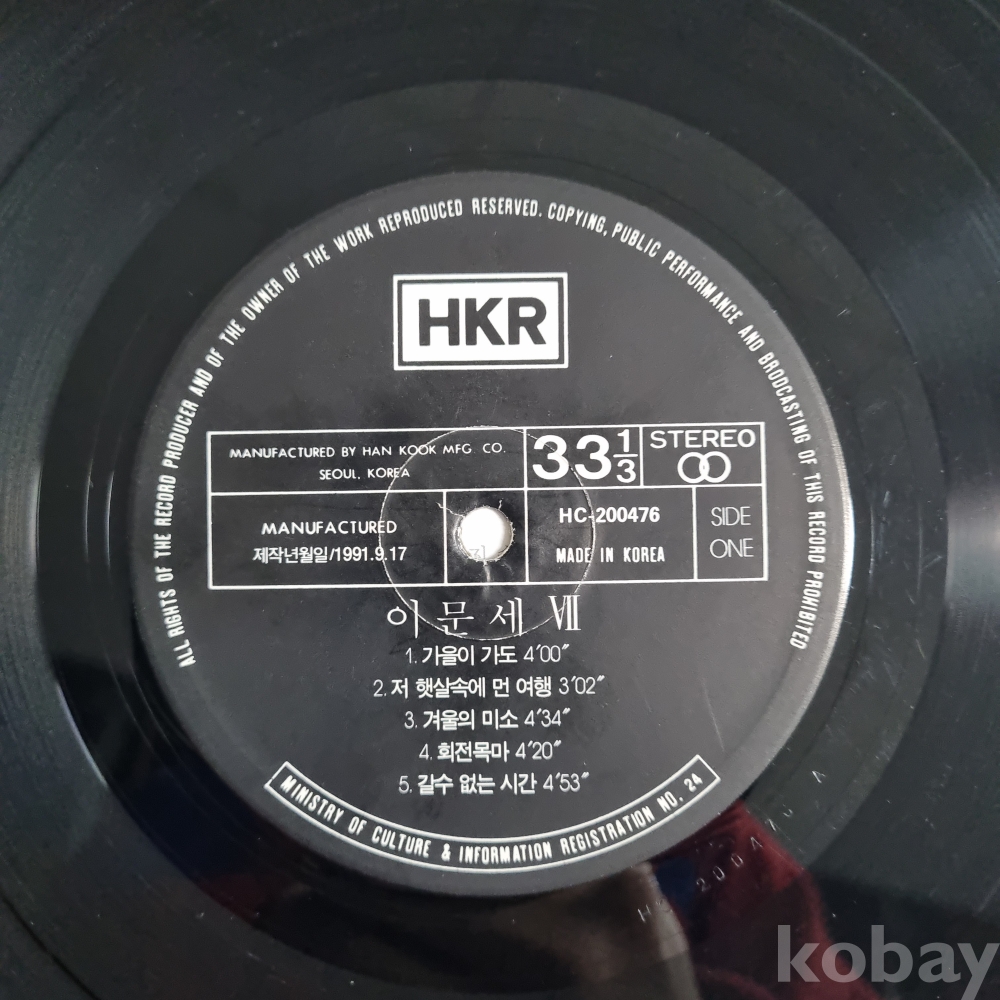 ALL RIGHTS OF THE RECORD PRODUCER AND OF THE OWNER OF THE WORK REPRODUCED RESERVED. COPYING, PUBLIC PERFORMANCE AND BRODCASTING OF THIS RECORD PROHIBITED
HKR
MANUFACTURED BY HAN KOOK MFG. CO.
SEOUL, KOREA
33 1/3
STEREO
MANUFACTURED
제작년월일/1991.9.17
HC-200476
MADE IN KOREA
SIDE
ONE
이문세 Ⅶ
1. 가을이 가도 4′00″
2. 저 햇살속에 먼 여행 3′02″
3. 겨울의 미소 4′34″
4. 회전목마 4′20″
5. 갈수 없는 시간 4′53″
MINISTRY OF CULTURE & INFORMATION REGISTRATION NO. 24
kobay